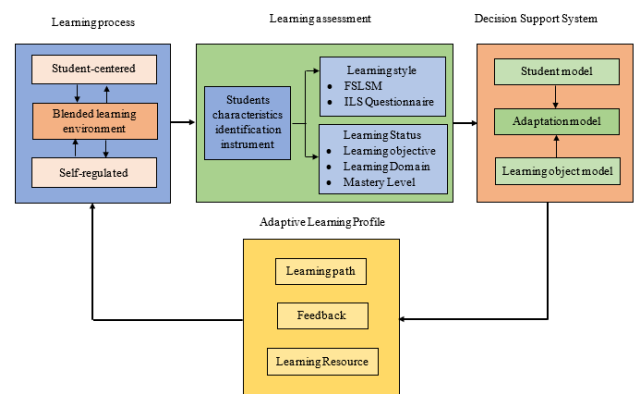 Learning process
Student-centered
Blended learning
environment
Self-regulated
Learning assessment
Students
characteristics
identification
instrument
Learning style
• FSLSM
• ILS Questionnaire
Learning Status
• Learning objective
• Learning Domain
• Mastery Level
Decision Support System
Student model
Adaptation model
Learning object model
Adaptive Learning Profile
Learning path
Feedback
Learning Resource